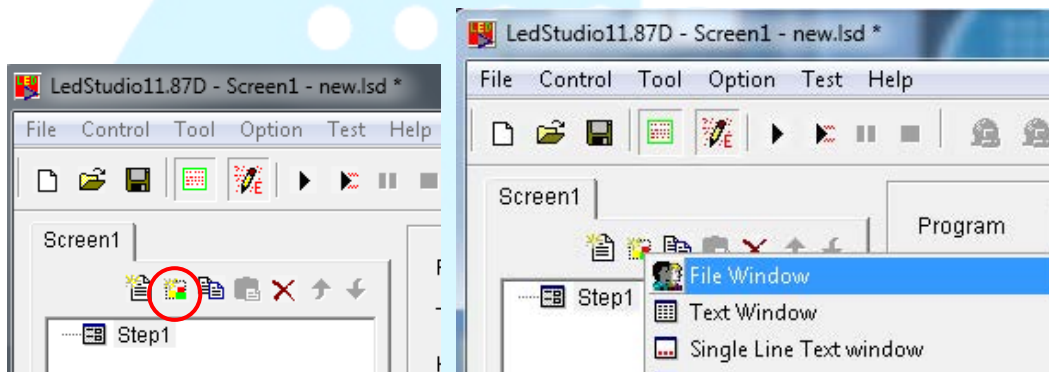 LedStudio11.87D - Screen1 - new.lsd *
File Control Tool Option Test Help
E
Screen1
Step1
LedStudio11.87D - Screen1 - new.lsd *
File Control Tool Option Test Help
E
Screen1
Program
Step1
File Window
Text Window
Single Line Text window